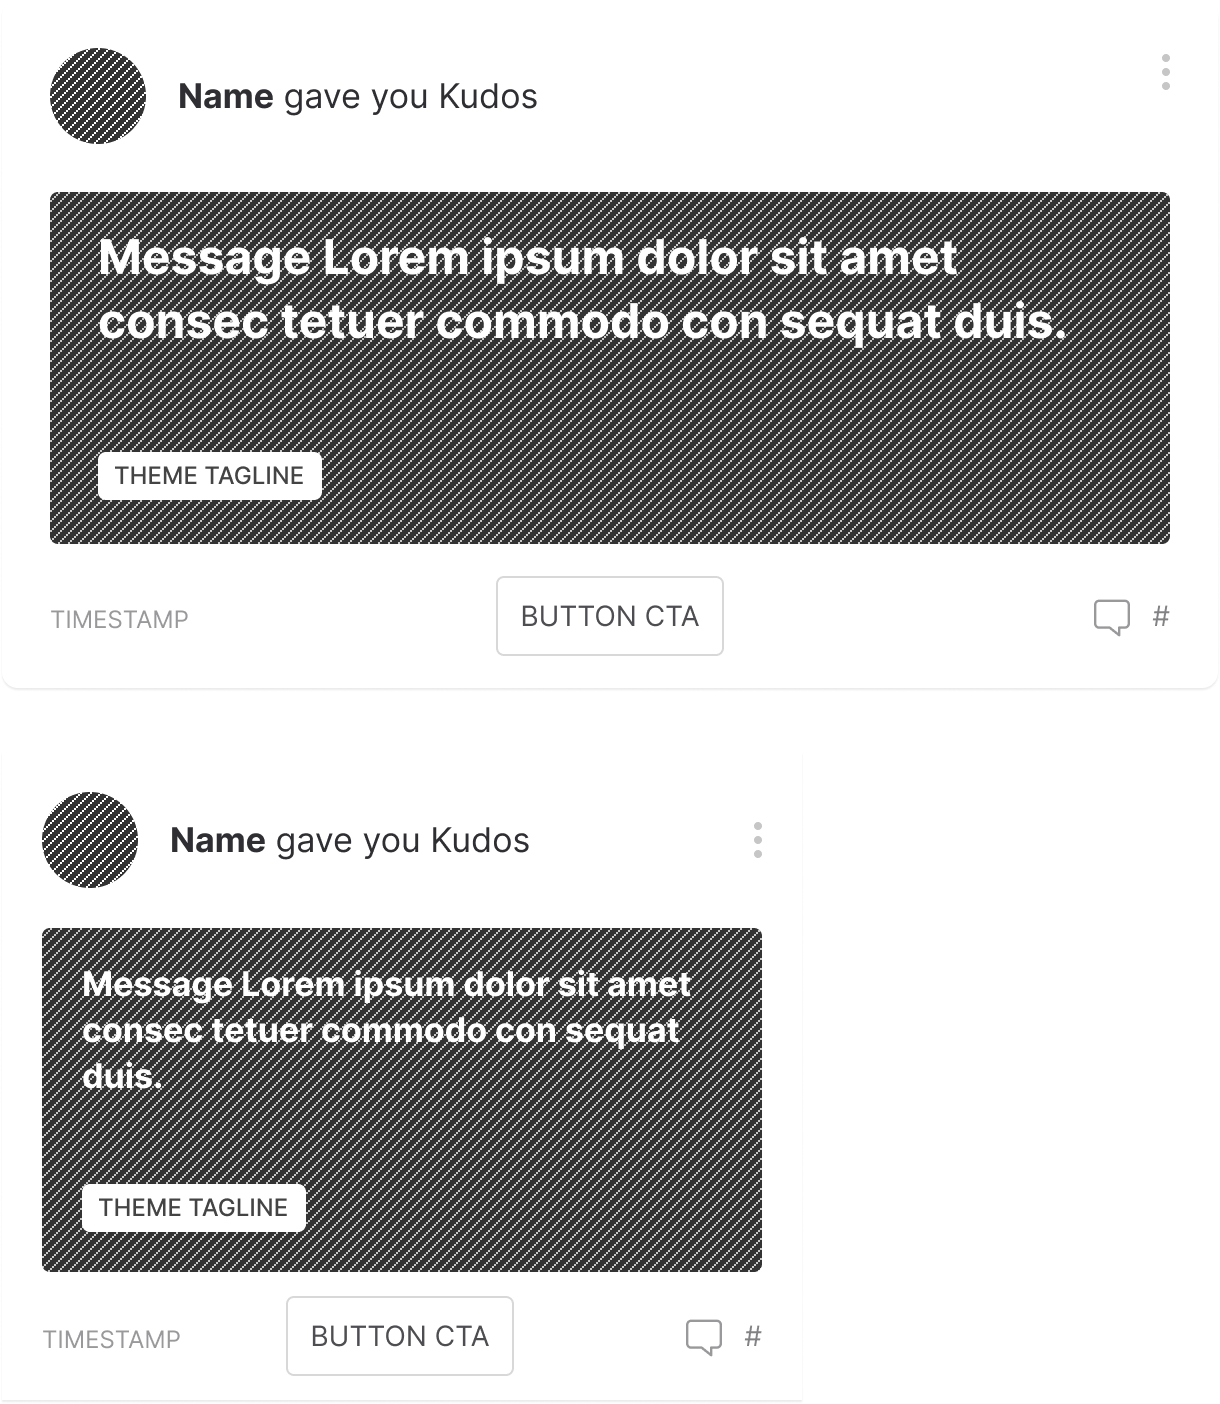 Name gave you Kudos
Message Lorem ipsum dolor sit amet
consec tetuer commodo con sequat duis.
THEME TAGLINE
TIMESTAMP
BUTTON CTA
#
Name gave you Kudos
Message Lorem ipsum dolor sit amet
consec tetuer commodo con sequat
duis.
THEME TAGLINE
TIMESTAMP
BUTTON CTA
#